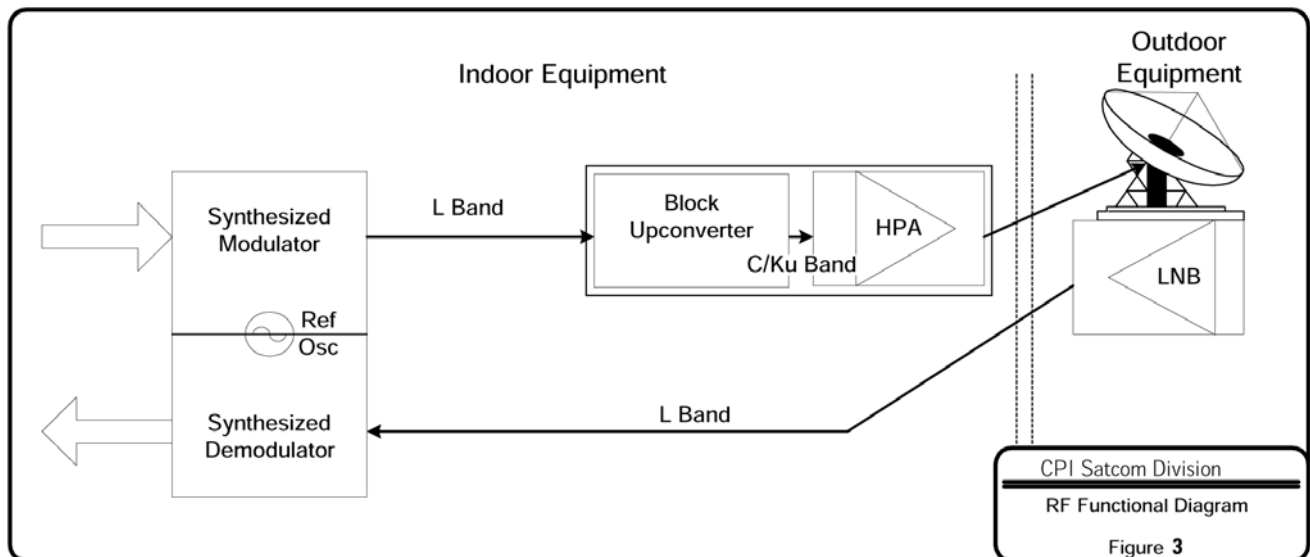 Indoor Equipment
Outdoor
Equipment
Synthesized
Modulator
L Band
Block
Upconverter
C/Ku Band
HPA
LNB
Ref
Osc
Synthesized
Demodulator
L Band
CPI Satcom Division
RF Functional Diagram
Figure 3